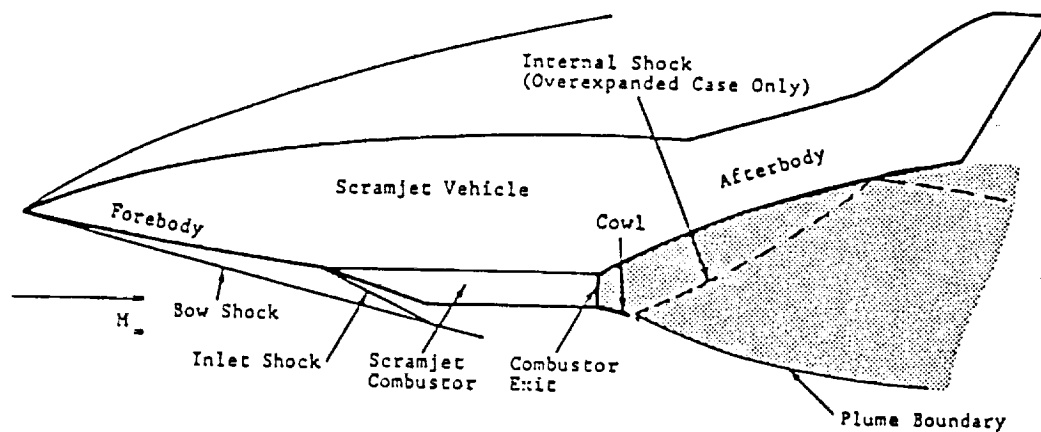 Internal Shock
(Overexpanded Case Only)
Afterbody
Scramjet Vehicle
Forebody
Cowl
M∞
Bow Shock
Inlet Shock
Scramjet
Combustor
Combustor
Exit
Plume Boundary